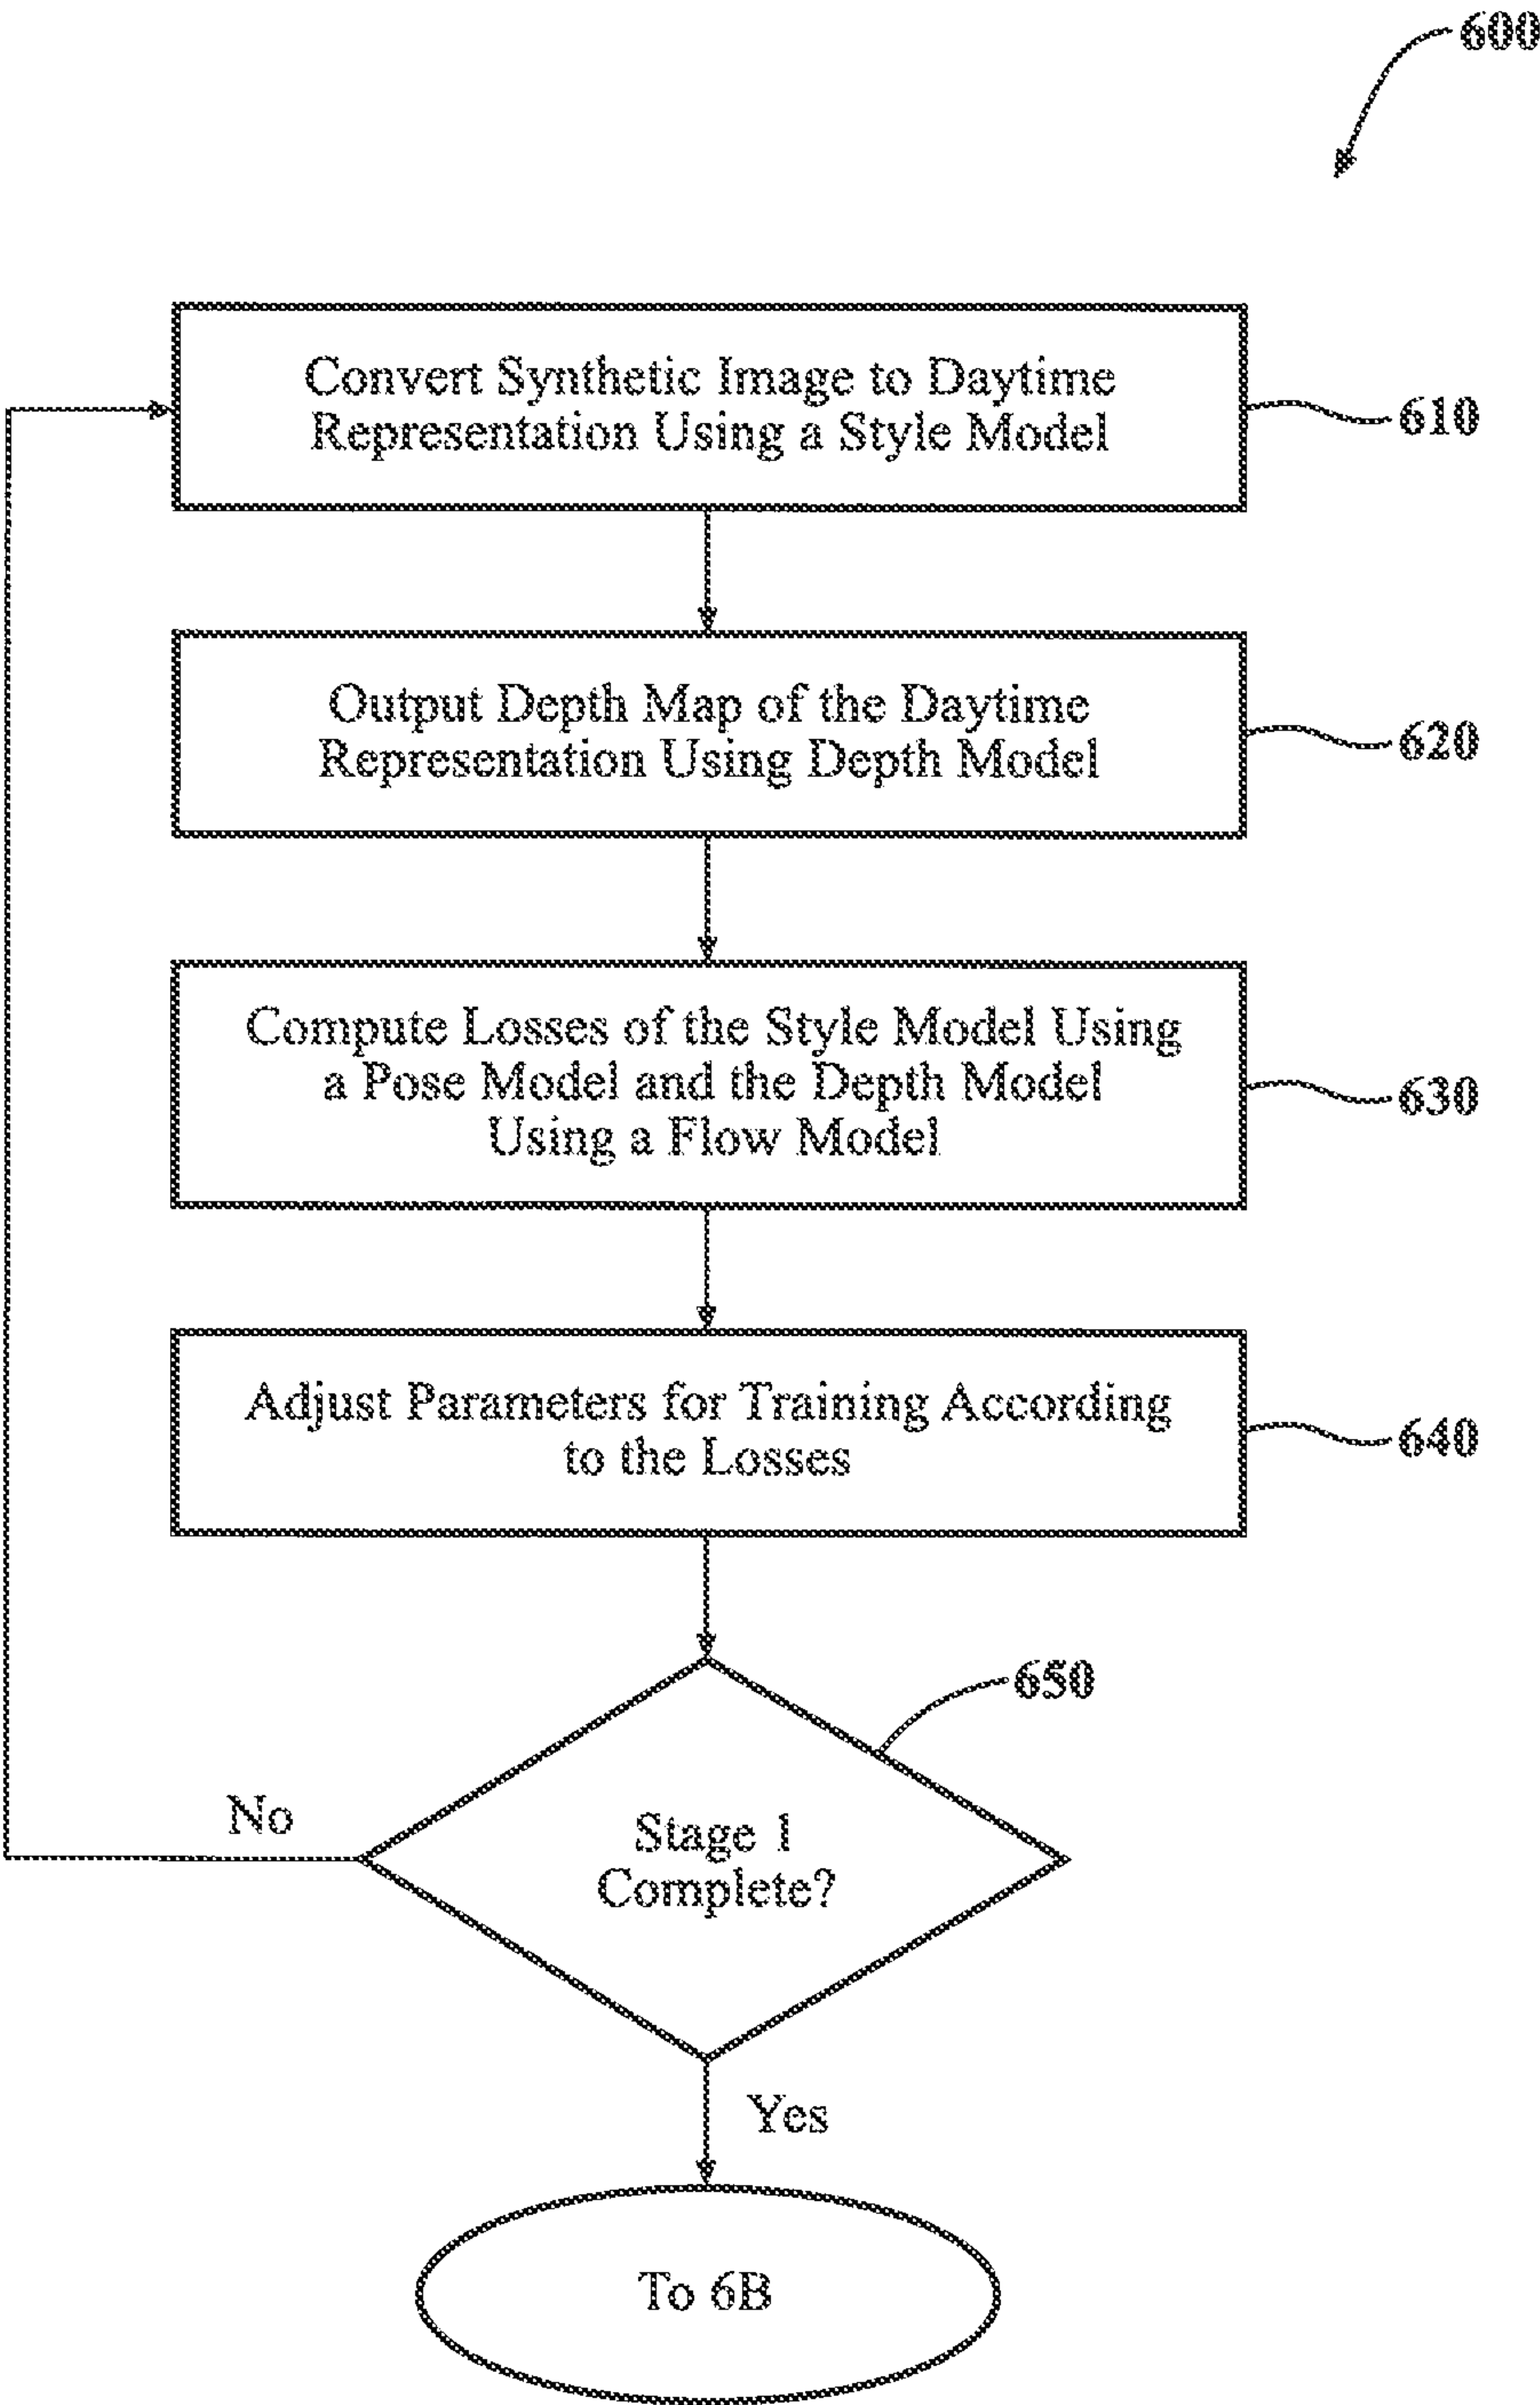 600
Convert Synthetic Image to Daytime
Representation Using a Style Model
610
Output Depth Map of the Daytime
Representation Using Depth Model
620
Compute Losses of the Style Model Using
a Pose Model and the Depth Model
Using a Flow Model
630
Adjust Parameters for Training According
to the Losses
640
650
Stage 1
Complete?
No
Yes
To 6B